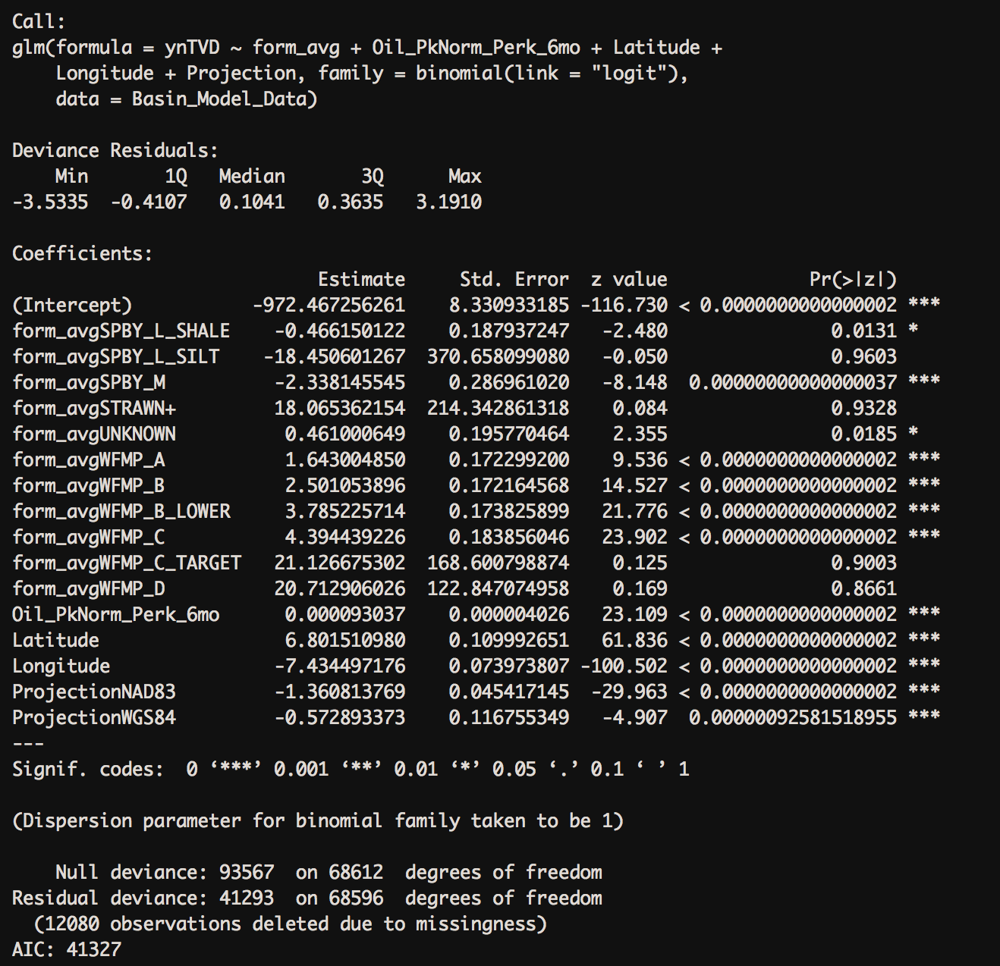 Call:
glm(formula = ynTVD ~ form_avg + Oil_PkNorm_Perk_6mo + Latitude +
    Longitude + Projection, family = binomial(link = "logit"),
    data = Basin_Model_Data)

Deviance Residuals:
    Min       1Q   Median       3Q      Max
-3.5335  -0.4107   0.1041   0.3635   3.1910

Coefficients:
                            Estimate     Std. Error  z value             Pr(>|z|)
(Intercept)           -972.467256261    8.330933185 -116.730 < 0.0000000000000002 ***
form_avgSPBY_L_SHALE    -0.466150122    0.187937247   -2.480               0.0131 *
form_avgSPBY_L_SILT    -18.450601267  370.658099080   -0.050               0.9603
form_avgSPBY_M          -2.338145545    0.286961020   -8.148  0.00000000000000037 ***
form_avgSTRAWN+         18.065362154  214.342861318    0.084               0.9328
form_avgUNKNOWN          0.461000649    0.195770464    2.355               0.0185 *
form_avgWFMP_A           1.643004850    0.172299200    9.536 < 0.0000000000000002 ***
form_avgWFMP_B           2.501053896    0.172164568   14.527 < 0.0000000000000002 ***
form_avgWFMP_B_LOWER     3.785225714    0.173825899   21.776 < 0.0000000000000002 ***
form_avgWFMP_C           4.394439226    0.183856046   23.902 < 0.0000000000000002 ***
form_avgWFMP_C_TARGET   21.126675302  168.600798874    0.125               0.9003
form_avgWFMP_D          20.712906026  122.847074958    0.169               0.8661
Oil_PkNorm_Perk_6mo      0.000093037    0.000004026   23.109 < 0.0000000000000002 ***
Latitude                 6.801510980    0.109992651   61.836 < 0.0000000000000002 ***
Longitude               -7.434497176    0.073973807 -100.502 < 0.0000000000000002 ***
ProjectionNAD83         -1.360813769    0.045417145  -29.963 < 0.0000000000000002 ***
ProjectionWGS84         -0.572893373    0.116755349   -4.907  0.00000092581518955 ***
---
Signif. codes:  0 ‘***’ 0.001 ‘**’ 0.01 ‘*’ 0.05 ‘.’ 0.1 ‘ ’ 1

(Dispersion parameter for binomial family taken to be 1)

    Null deviance: 93567  on 68612  degrees of freedom
Residual deviance: 41293  on 68596  degrees of freedom
  (12080 observations deleted due to missingness)
AIC: 41327